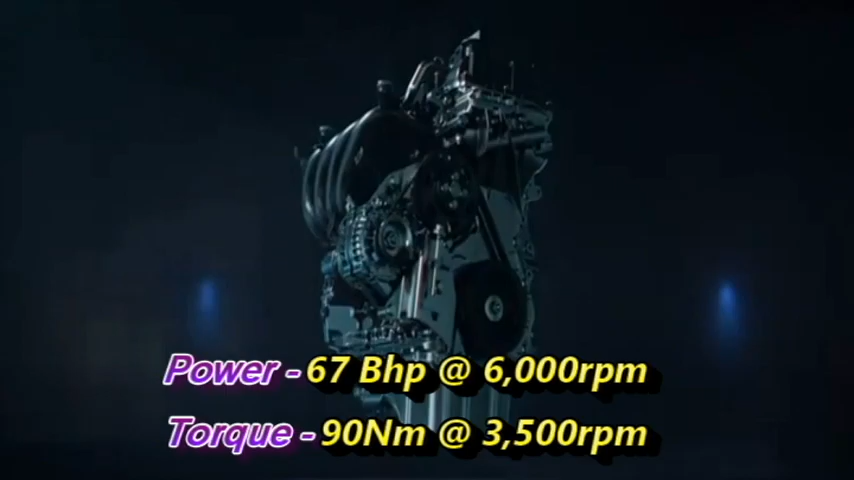 Power - 67 Bhp @ 6,000rpm
Torque - 90Nm @ 3,500rpm